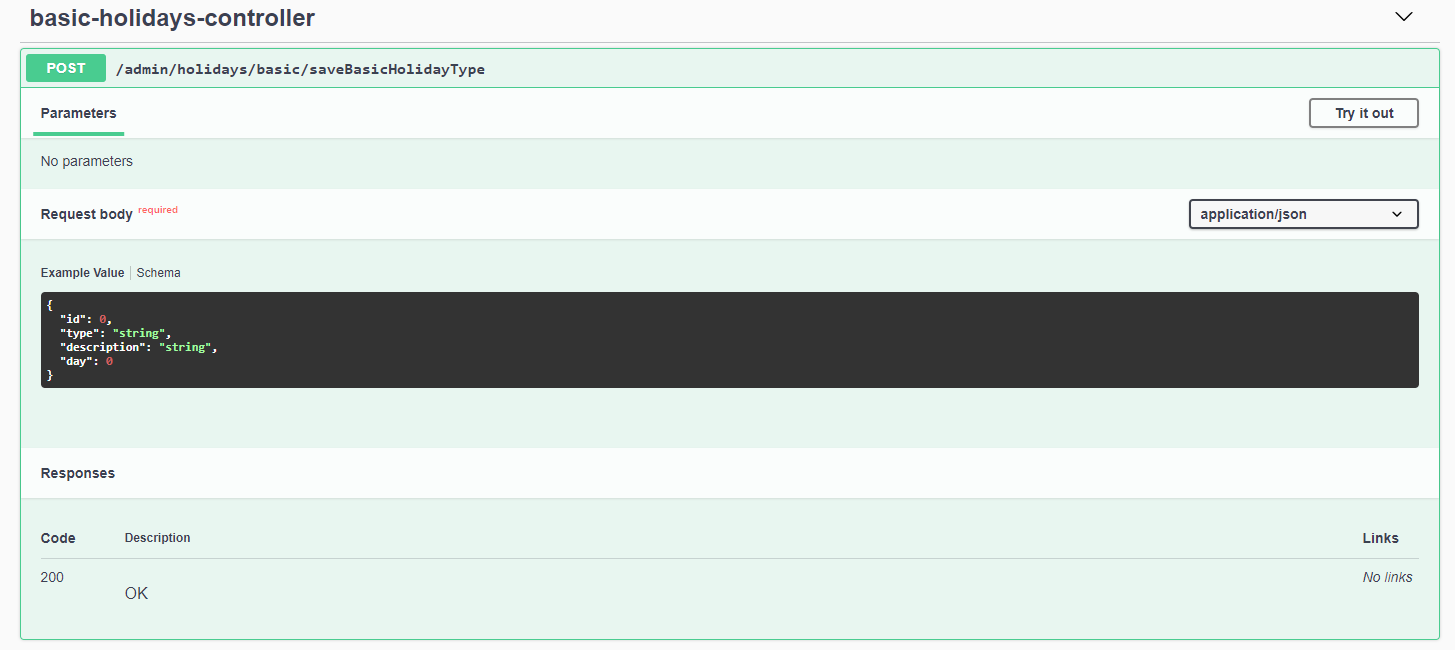 basic-holidays-controller
POST /admin/holidays/basic/saveBasicHolidayType
Parameters Try it out
No parameters
Request body required application/json
Example Value Schema
{
"id": 0,
"type": "string",
"description": "string",
"day": 0
}
Responses
Code Description Links
200 No links
OK